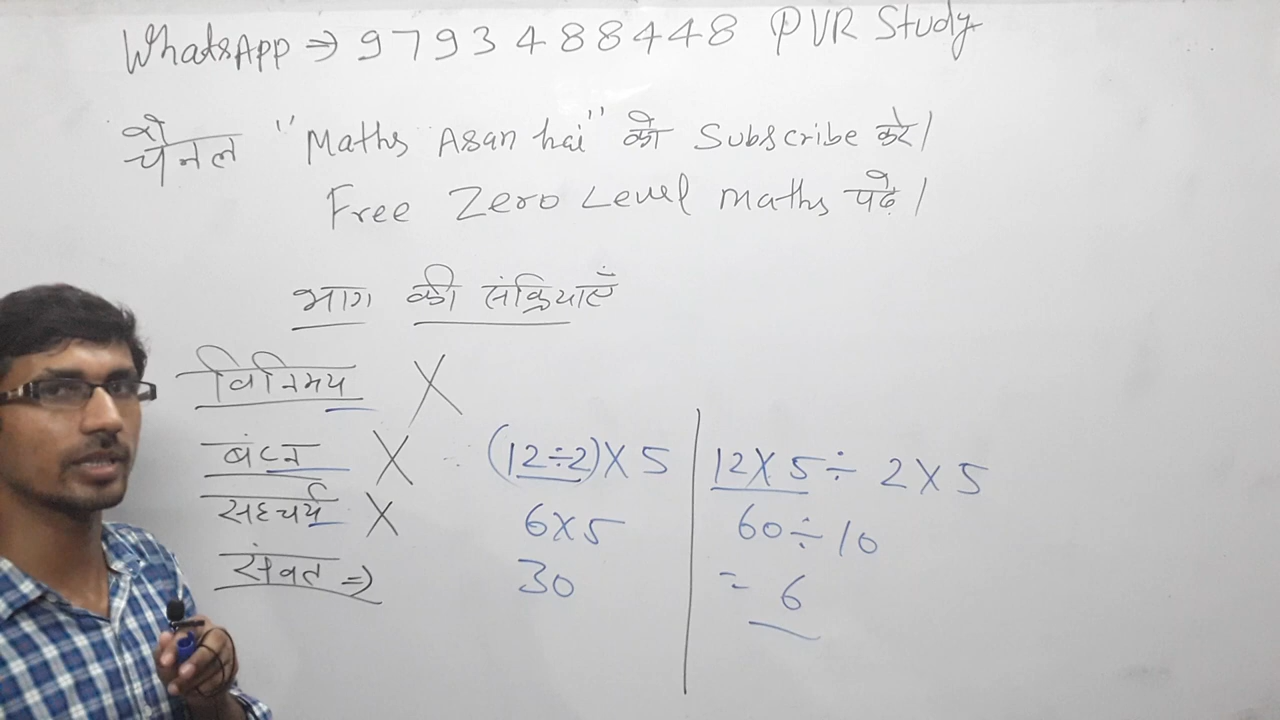 WhatsApp ⇒ 9793488448 PVR Study
चैनल "Maths Asan hai" को Subscribe करे।
Free Zero Level maths पढ़े।
भाग की संक्रियाएँ
विनिमय X
बंटन X (12÷2)X5 12X5÷2X5
सहचर्य X 6X5 60÷10
संवृत ⇒ 30 = 6